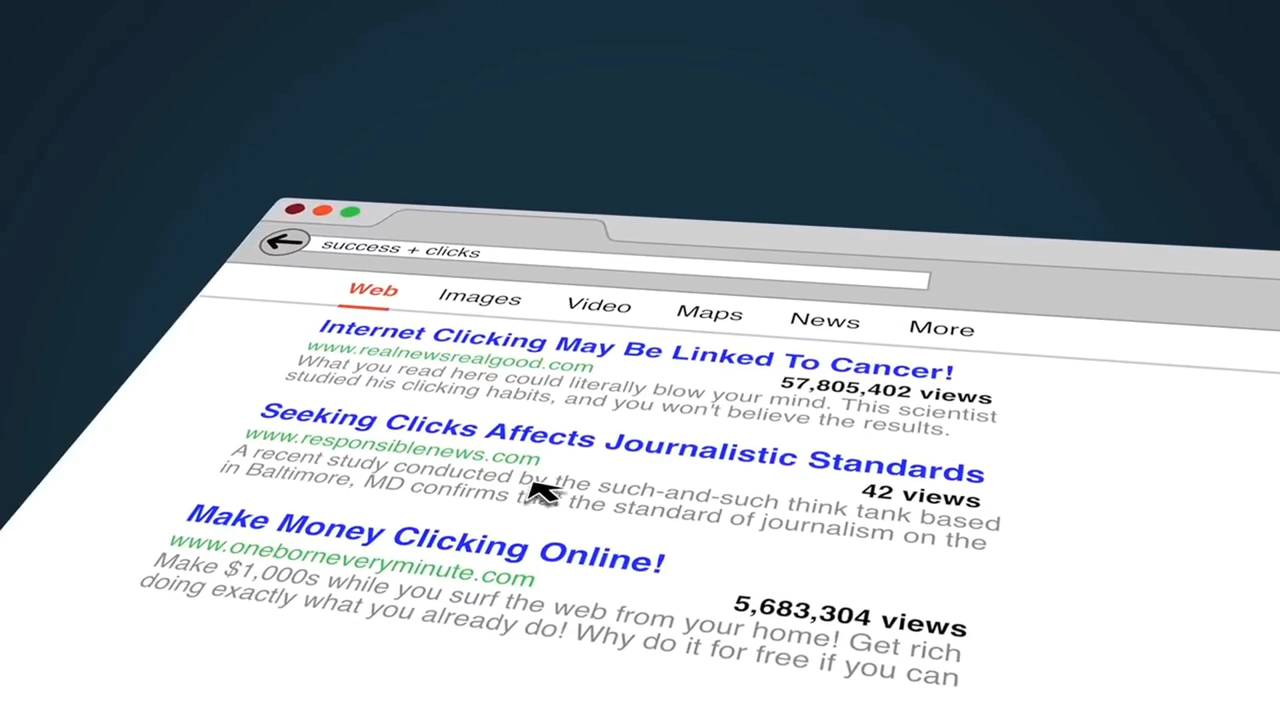 success + clicks
Web Images Video Maps News More
Internet Clicking May Be Linked To Cancer!
www.realnewsrealgood.com
57,805,402 views
What you read here could literally blow your mind. This scientist
studied his clicking habits, and you won't believe the results.
Seeking Clicks Affects Journalistic Standards
www.responsiblenews.com
42 views
A recent study conducted by the such-and-such think tank based
in Baltimore, MD confirms the standard of journalism on the
Make Money Clicking Online!
www.oneborneveryminute.com
5,683,304 views
Make $1,000s while you surf the web from your home! Get rich
doing exactly what you already do! Why do it for free if you can